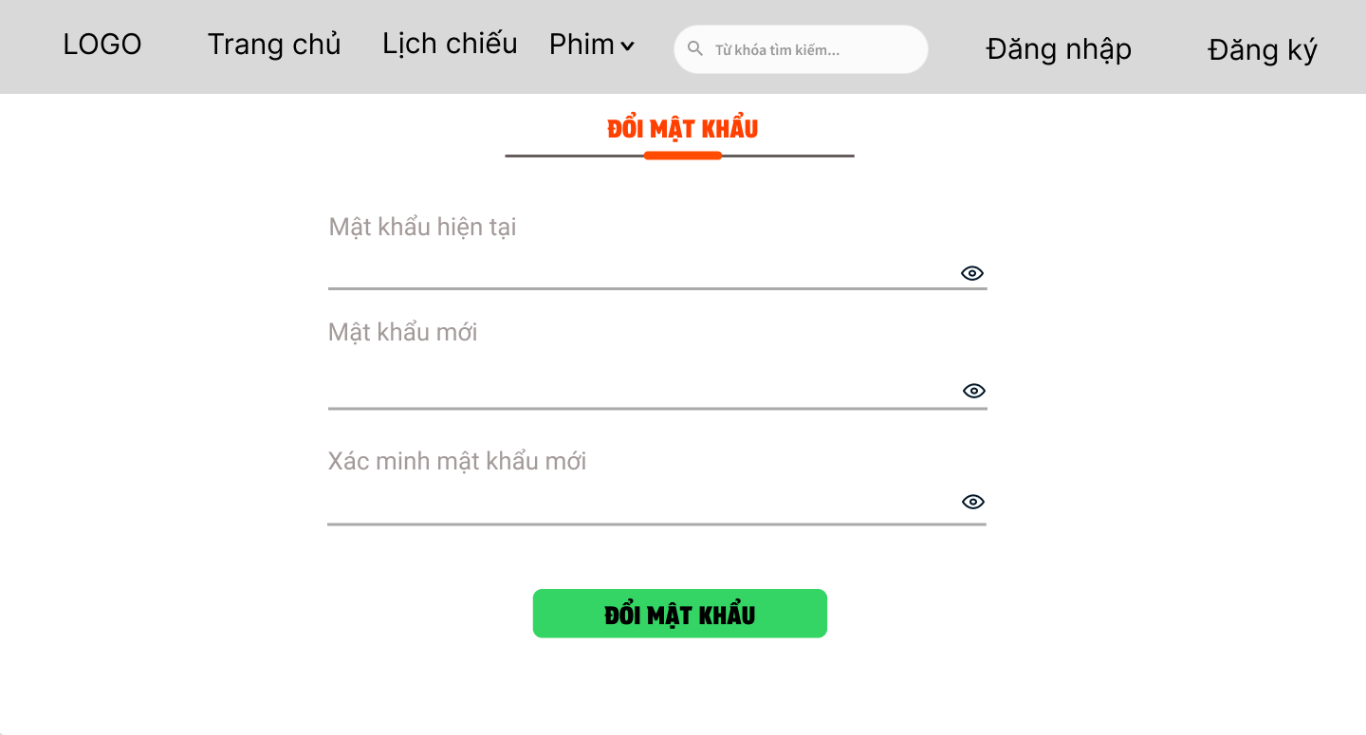 LOGO Trang chủ Lịch chiếu Phim Từ khóa tìm kiếm... Đăng nhập Đăng ký
ĐỔI MẬT KHẨU
Mật khẩu hiện tại
Mật khẩu mới
Xác minh mật khẩu mới
ĐỔI MẬT KHẨU